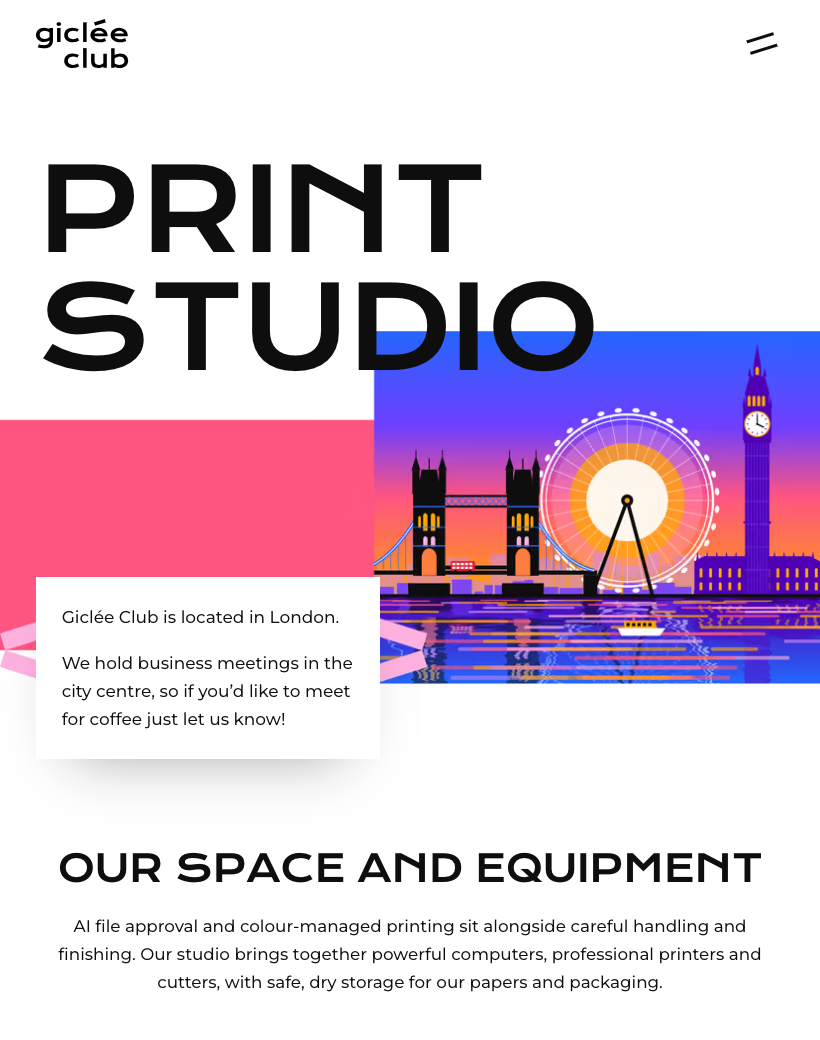 giclée
club
PRINT
STUDIO
Giclée Club is located in London.
We hold business meetings in the
city centre, so if you’d like to meet
for coffee just let us know!
OUR SPACE AND EQUIPMENT
AI file approval and colour-managed printing sit alongside careful handling and
finishing. Our studio brings together powerful computers, professional printers and
cutters, with safe, dry storage for our papers and packaging.